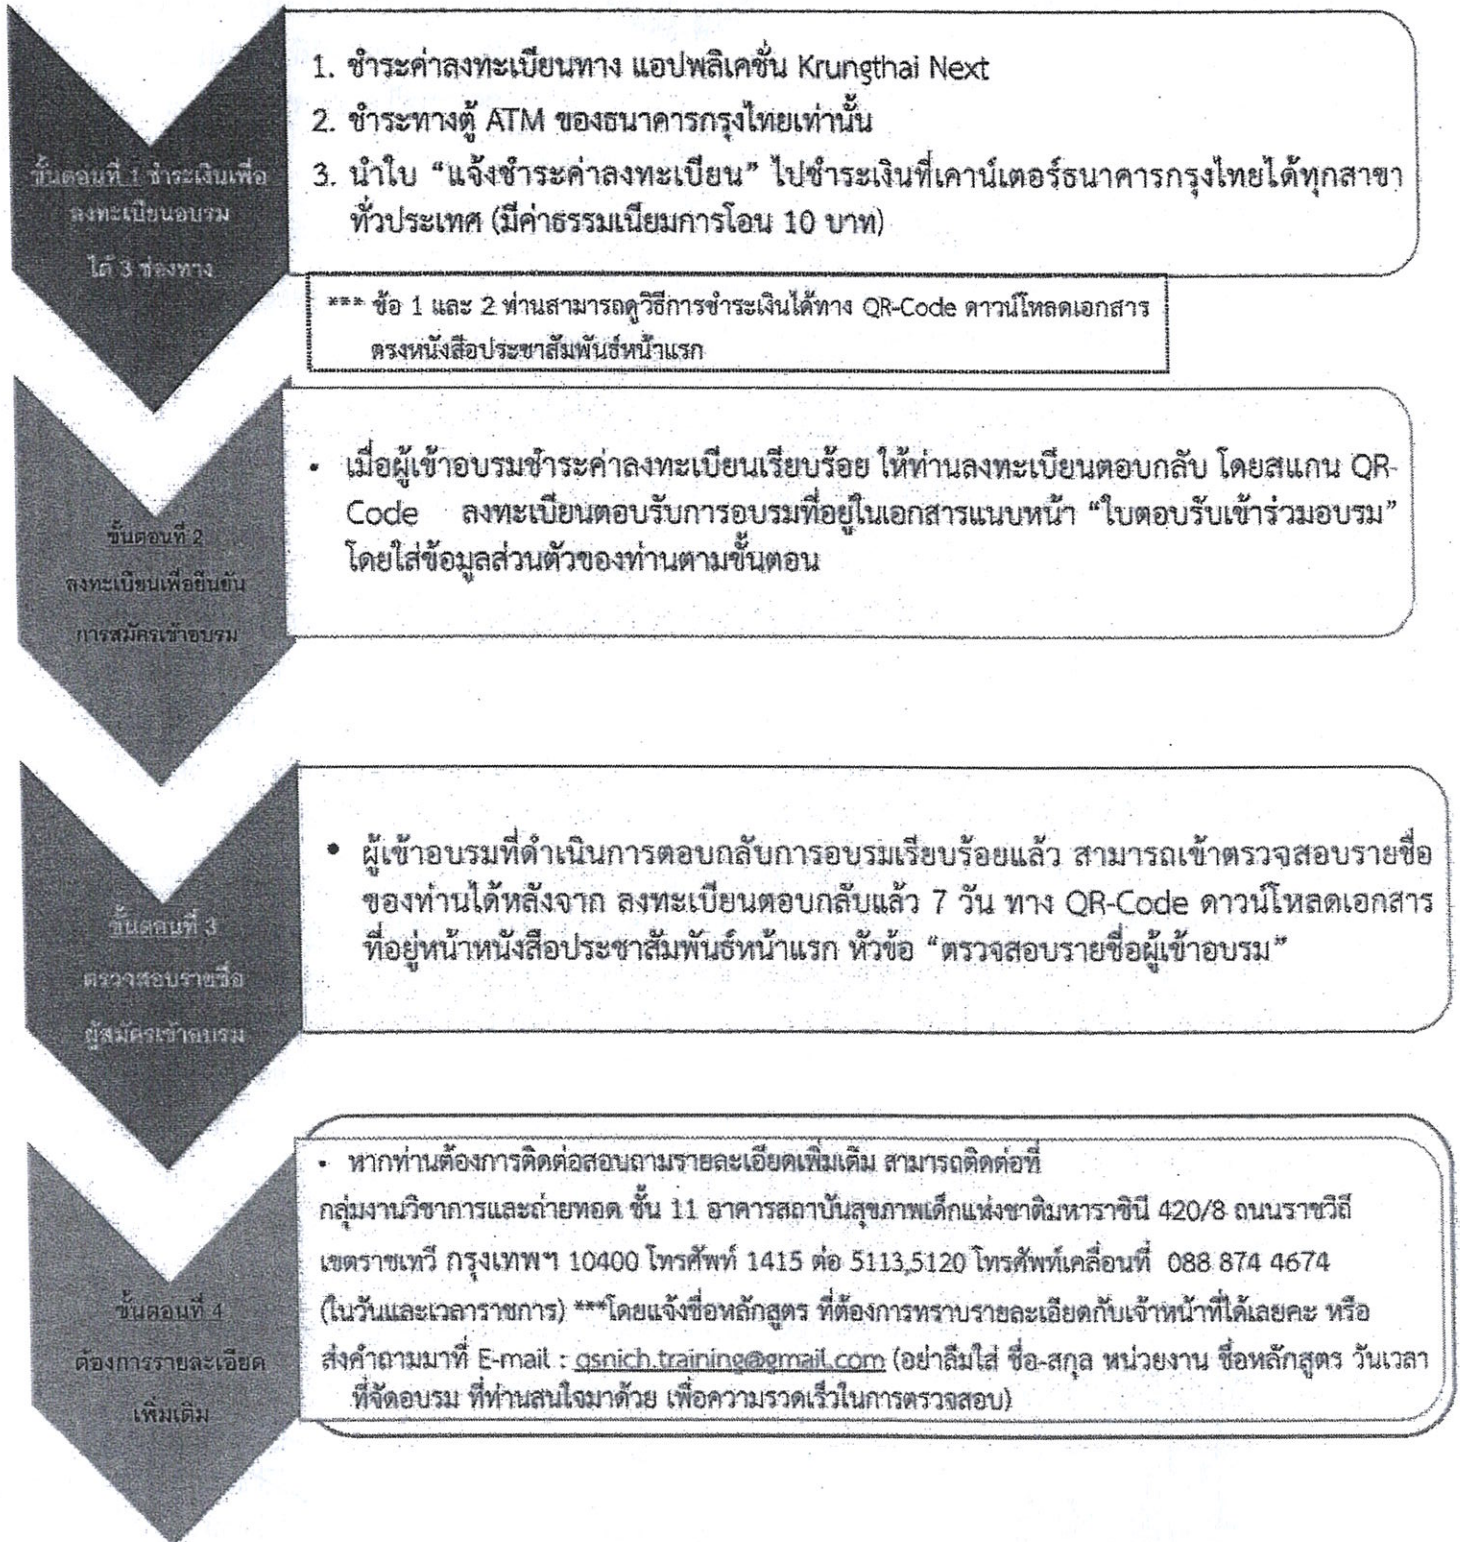 ขั้นตอนที่ 1 ชำระเงินเพื่อ
ลงทะเบียนอบรม
ได้ 3 ช่องทาง
1. ชำระค่าลงทะเบียนทาง แอปพลิเคชั่น Krungthai Next
2. ชำระทางตู้ ATM ของธนาคารกรุงไทยเท่านั้น
3. นำใบ “แจ้งชำระค่าลงทะเบียน” ไปชำระเงินที่เคาน์เตอร์ธนาคารกรุงไทยได้ทุกสาขา
ทั่วประเทศ (มีค่าธรรมเนียมการโอน 10 บาท)
*** ข้อ 1 และ 2 ท่านสามารถดูวิธีการชำระเงินได้ทาง QR-Code ดาวน์โหลดเอกสาร
ตรงหนังสือประชาสัมพันธ์หน้าแรก
ขั้นตอนที่ 2
ลงทะเบียนเพื่อยืนยัน
การสมัครเข้าอบรม
• เมื่อผู้เข้าอบรมชำระค่าลงทะเบียนเรียบร้อย ให้ท่านลงทะเบียนตอบกลับ โดยสแกน QR-
Code ลงทะเบียนตอบรับการอบรมที่อยู่ในเอกสารแนบหน้า “ใบตอบรับเข้าร่วมอบรม”
โดยใส่ข้อมูลส่วนตัวของท่านตามขั้นตอน
ขั้นตอนที่ 3
ตรวจสอบรายชื่อ
ผู้สมัครเข้าอบรม
• ผู้เข้าอบรมที่ดำเนินการตอบกลับการอบรมเรียบร้อยแล้ว สามารถเข้าตรวจสอบรายชื่อ
ของท่านได้หลังจาก ลงทะเบียนตอบกลับแล้ว 7 วัน ทาง QR-Code ดาวน์โหลดเอกสาร
ที่อยู่หน้าหนังสือประชาสัมพันธ์หน้าแรก หัวข้อ “ตรวจสอบรายชื่อผู้เข้าอบรม”
ขั้นตอนที่ 4
ต้องการรายละเอียด
เพิ่มเติม
• หากท่านต้องการติดต่อสอบถามรายละเอียดเพิ่มเติม สามารถติดต่อที่
กลุ่มงานวิชาการและถ่ายทอด ชั้น 11 อาคารสถาบันสุขภาพเด็กแห่งชาติมหาราชินี 420/8 ถนนราชวิถี
เขตราชเทวี กรุงเทพฯ 10400 โทรศัพท์ 1415 ต่อ 5113,5120 โทรศัพท์เคลื่อนที่ 088 874 4674
(ในวันและเวลาราชการ) ***โดยแจ้งชื่อหลักสูตร ที่ต้องการทราบรายละเอียดกับเจ้าหน้าที่ได้เลยคะ หรือ
ส่งคำถามมาที่ E-mail : qsnich.training@gmail.com (อย่าลืมใส่ ชื่อ-สกุล หน่วยงาน ชื่อหลักสูตร วันเวลา
ที่จัดอบรม ที่ท่านสนใจมาด้วย เพื่อความรวดเร็วในการตรวจสอบ)